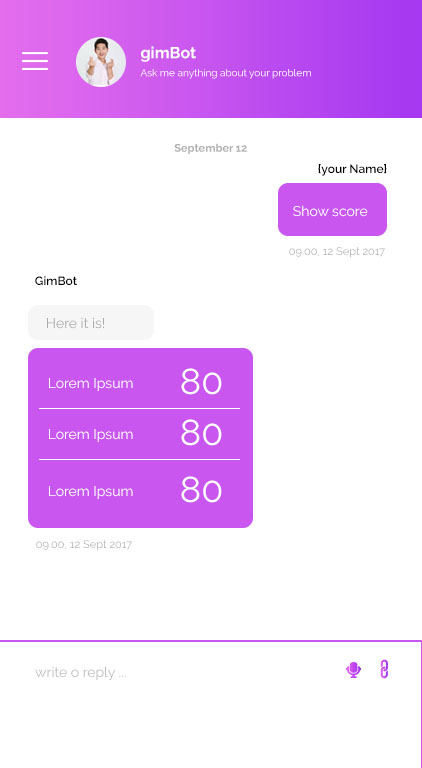 gimBot
Ask me anything about your problem
September 12
{your Name}
Show score
09.00, 12 Sept 2017
GimBot
Here it is!
Lorem Ipsum 80
Lorem Ipsum 80
Lorem Ipsum 80
09.00, 12 Sept 2017
write o reply ...